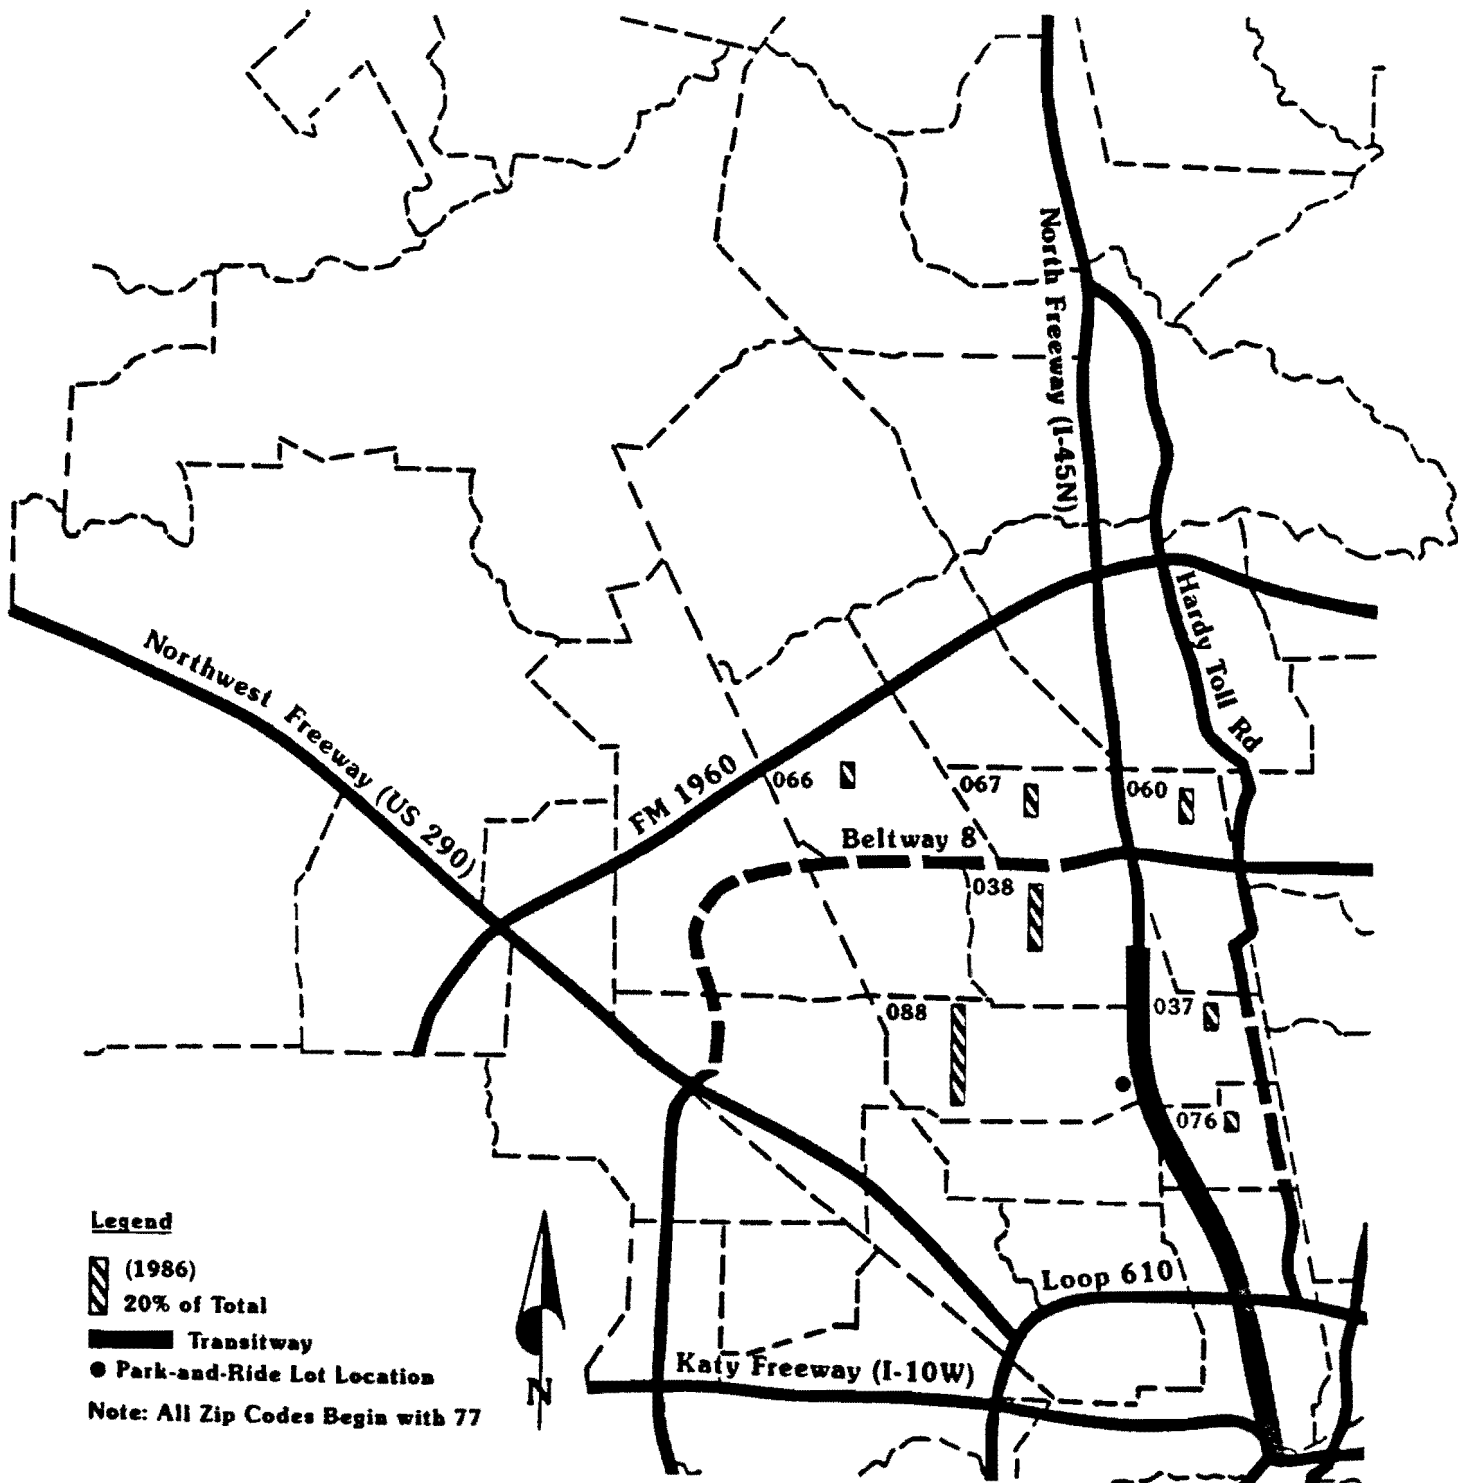 North Freeway (I-45N)
Hardy Toll Rd
Northwest Freeway (US 290)
FM 1960
066
067
060
Beltway 8
038
088
037
076
Loop 610
Katy Freeway (I-10W)
Legend
(1986)
20% of Total
Transitway
Park-and-Ride Lot Location
Note: All Zip Codes Begin with 77
N